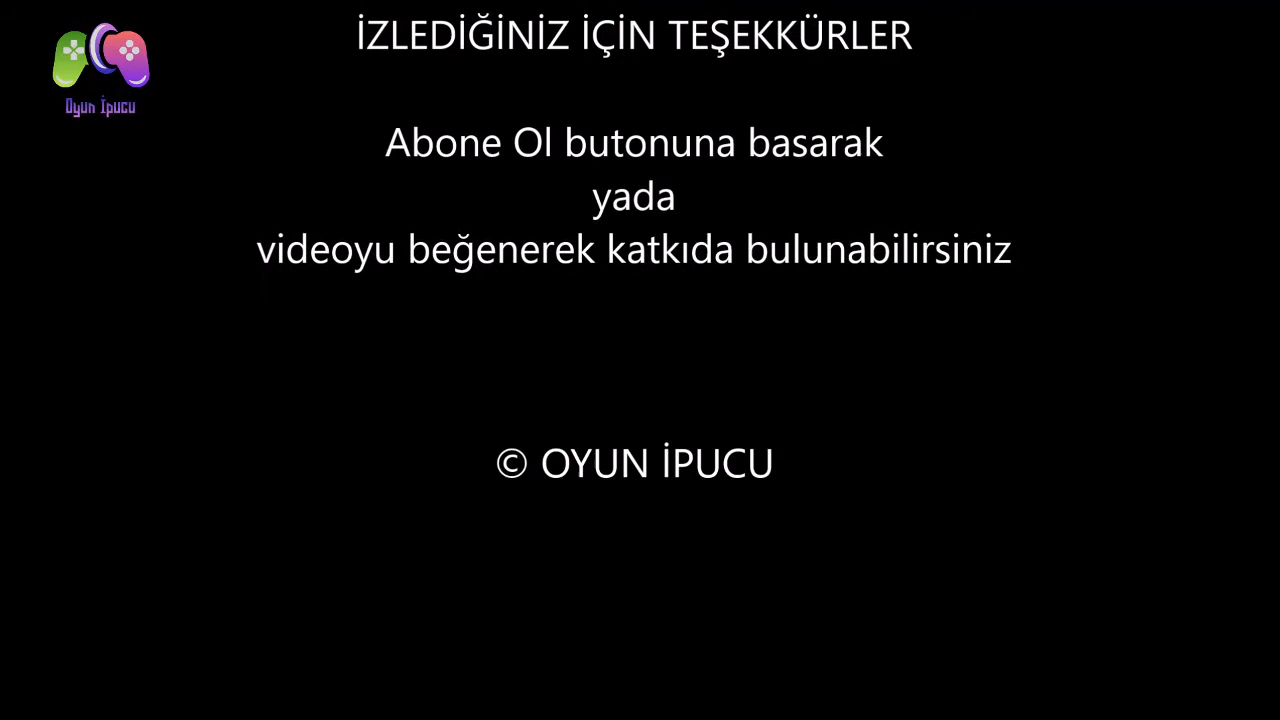 İZLEDİĞİNİZ İÇİN TEŞEKKÜRLER
Oyun İpucu
Abone Ol butonuna basarak
yada
videoyu beğenerek katkıda bulunabilirsiniz
© OYUN İPUCU